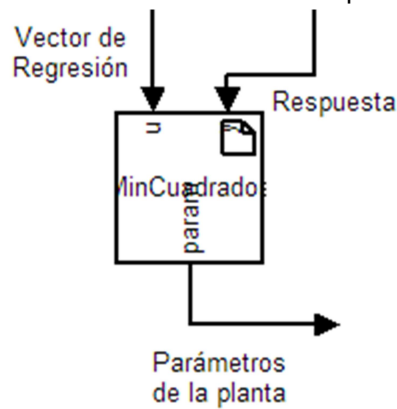 Vector de
Regresión
Respuesta
u
y
MinCuadrados
param
Parámetros
de la planta